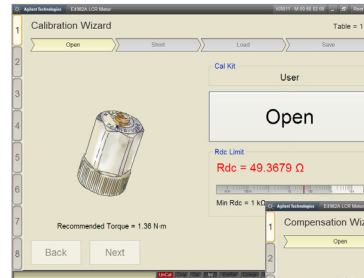 Agilent Technologies E4982A LCR Meter
Calibration Wizard
Table = 1
Open
Short
Load
Save
Cal Kit
User
Open
Rdc Limit
Rdc = 49.3679 Ω
Min Rdc = 1 kΩ
Recommended Torque = 1.36 N·m
Back
Next
1
2
3
4
5
6
7
8
UnCal
Agilent Technologies E4982A LCR Meter
Compensation Wiz
1
Open
2